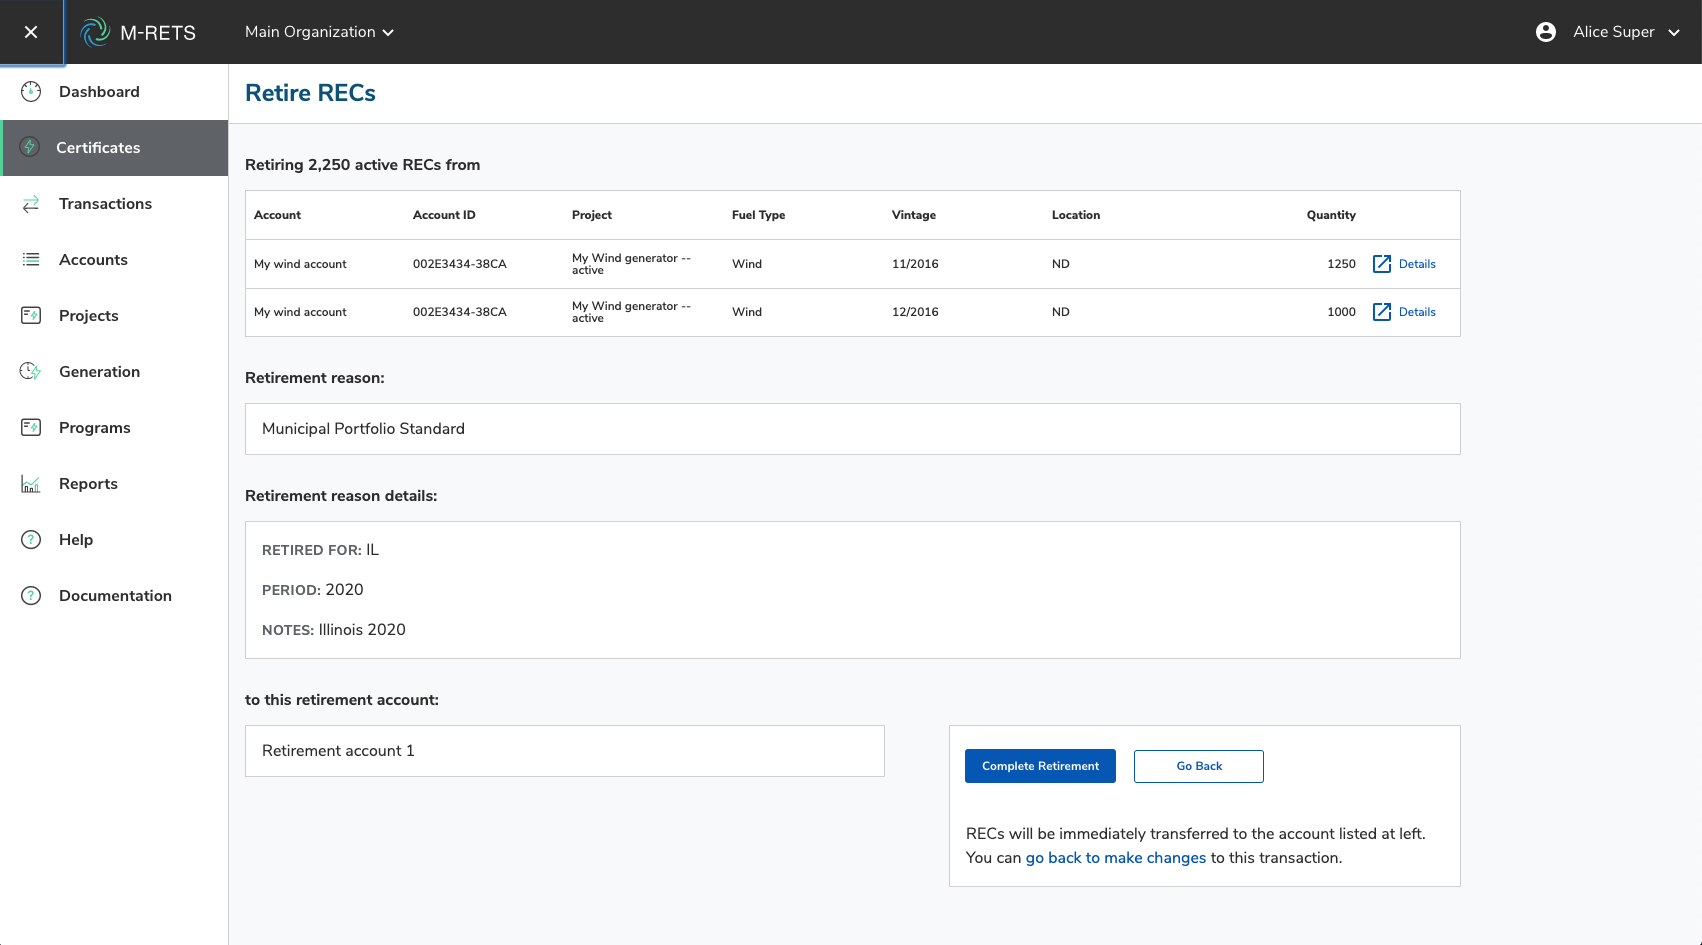 M-RETS
Main Organization
Alice Super
Dashboard
Certificates
Transactions
Accounts
Projects
Generation
Programs
Reports
Help
Documentation
Retire RECs
Retiring 2,250 active RECs from
Account Account ID Project Fuel Type Vintage Location Quantity
My wind account 002E3434-38CA My Wind generator -- active Wind 11/2016 ND 1250 Details
My wind account 002E3434-38CA My Wind generator -- active Wind 12/2016 ND 1000 Details
Retirement reason:
Municipal Portfolio Standard
Retirement reason details:
RETIRED FOR: IL
PERIOD: 2020
NOTES: Illinois 2020
to this retirement account:
Retirement account 1
Complete Retirement Go Back
RECs will be immediately transferred to the account listed at left.
You can go back to make changes to this transaction.